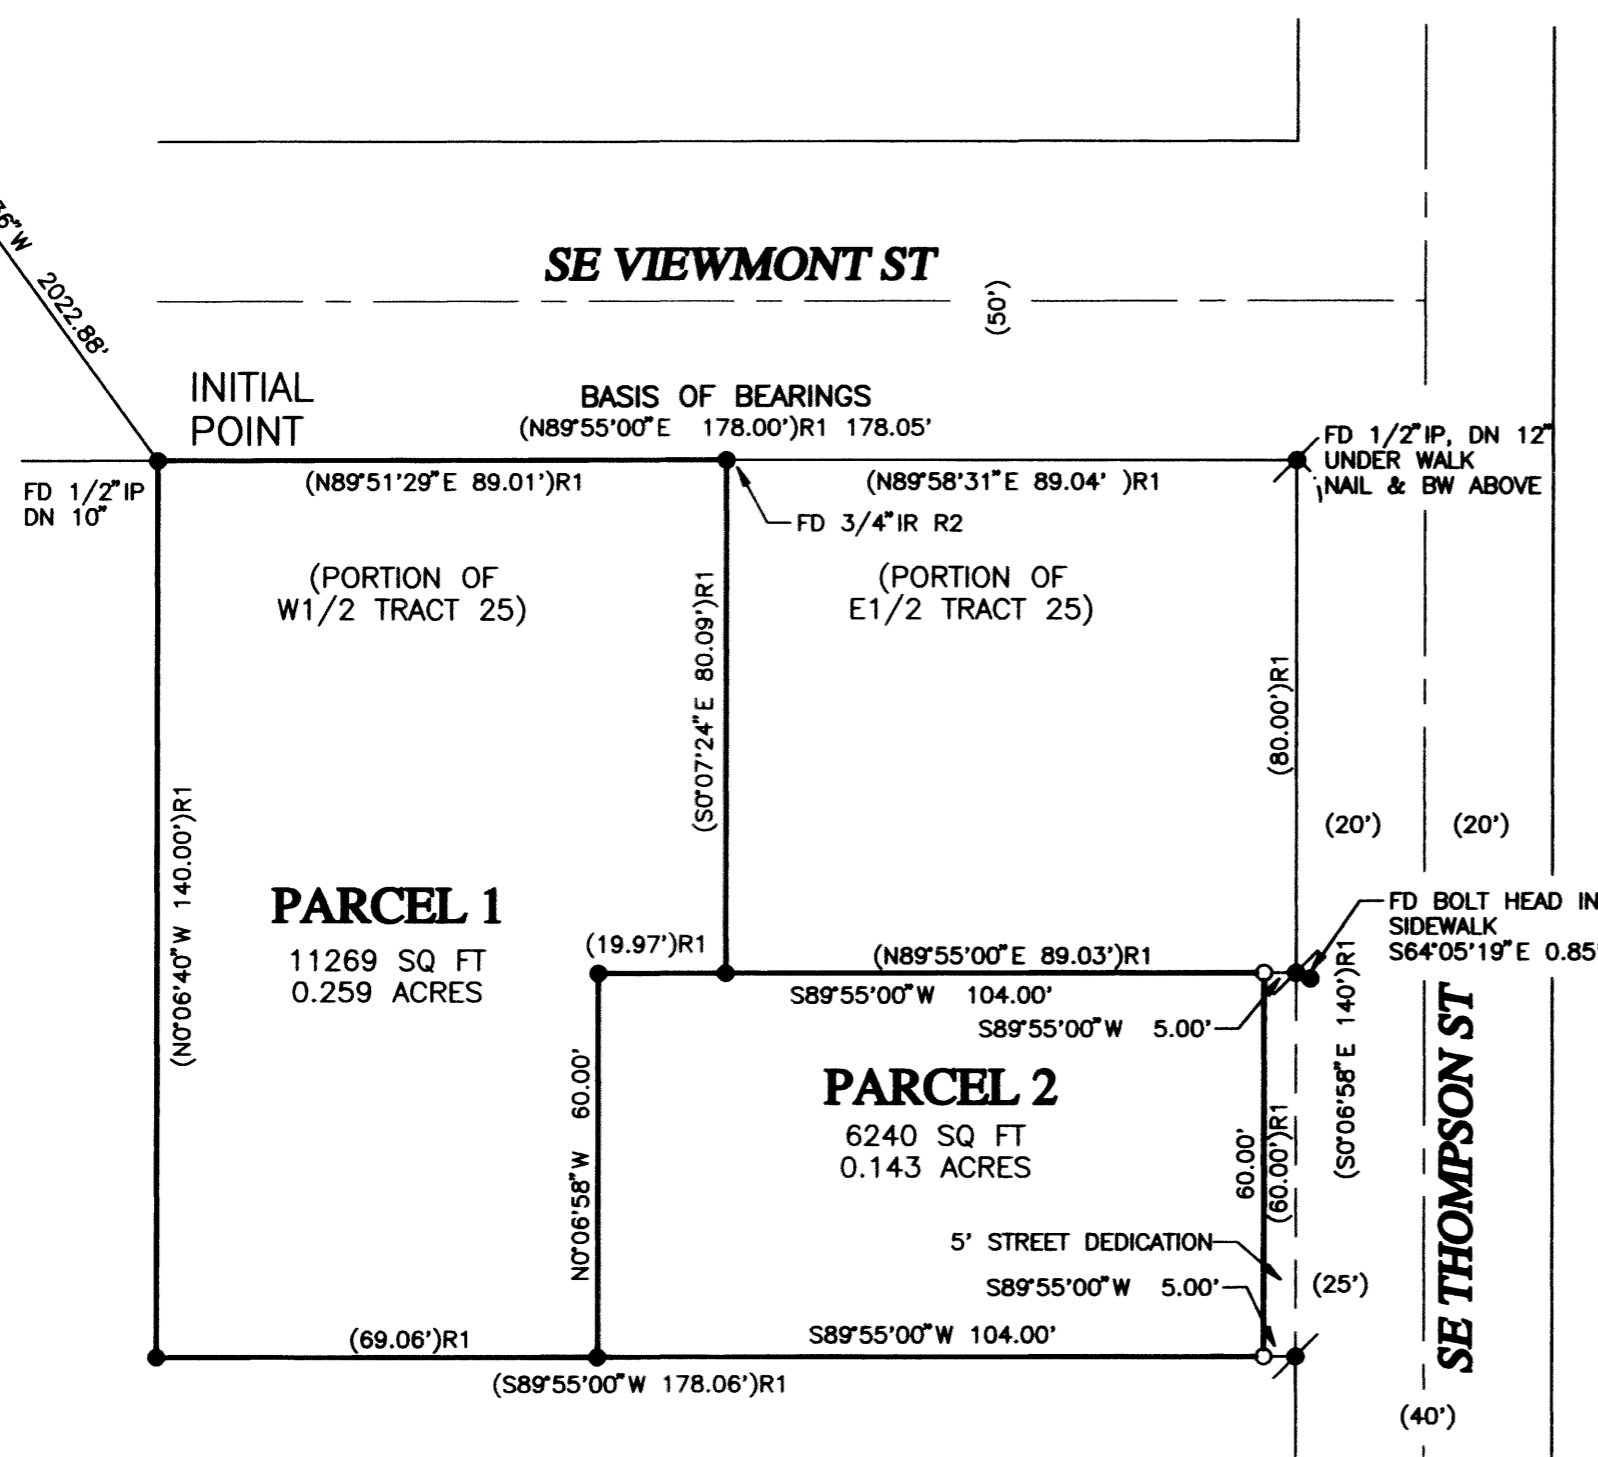 36"W 2022.88'
SE VIEWMONT ST
(50')
INITIAL
POINT
BASIS OF BEARINGS
(N89°55'00"E 178.00')R1 178.05'
FD 1/2"IP, DN 12"
UNDER WALK
NAIL & BW ABOVE
FD 1/2"IP
DN 10"
(N89°51'29"E 89.01')R1
(N89°58'31"E 89.04' )R1
FD 3/4"IR R2
(PORTION OF
W1/2 TRACT 25)
(PORTION OF
E1/2 TRACT 25)
(S0°07'24"E 80.09')R1
(80.00')R1
(N0°06'40"W 140.00')R1
(20')
(20')
PARCEL 1
11269 SQ FT
0.259 ACRES
FD BOLT HEAD IN
SIDEWALK
S64°05'19"E 0.85'
(19.97')R1
(N89°55'00"E 89.03')R1
S89°55'00"W 104.00'
S89°55'00"W 5.00'
(S0°06'58"E 140')R1
SE THOMPSON ST
N0°06'58"W 60.00'
PARCEL 2
6240 SQ FT
0.143 ACRES
60.00'
(60.00')R1
5' STREET DEDICATION
S89°55'00"W 5.00'
(25')
(69.06')R1
S89°55'00"W 104.00'
(S89°55'00"W 178.06')R1
(40')